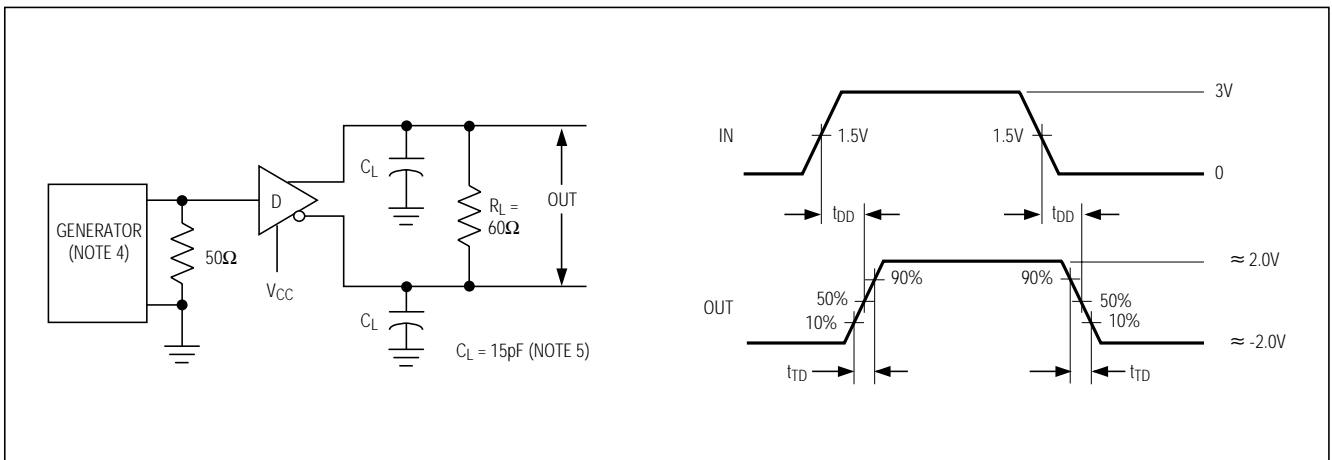 GENERATOR
(NOTE 4)
50Ω
D
VCC
CL
CL
RL =
60Ω
OUT
CL = 15pF (NOTE 5)
IN
1.5V
1.5V
3V
0
tDD
tDD
OUT
90%
50%
10%
90%
50%
10%
≈ 2.0V
≈ -2.0V
tTD
tTD